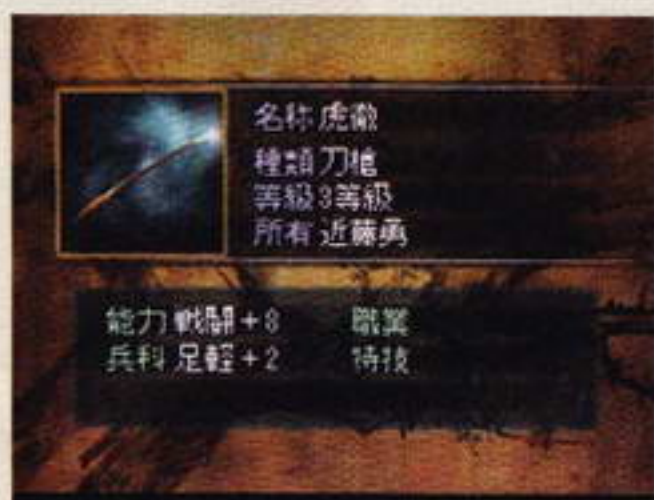 名称 虎徹
種類 刀槍
等級 3等級
所有 近藤勇
能力 戦闘+8 職業
兵科 足軽+2 特技